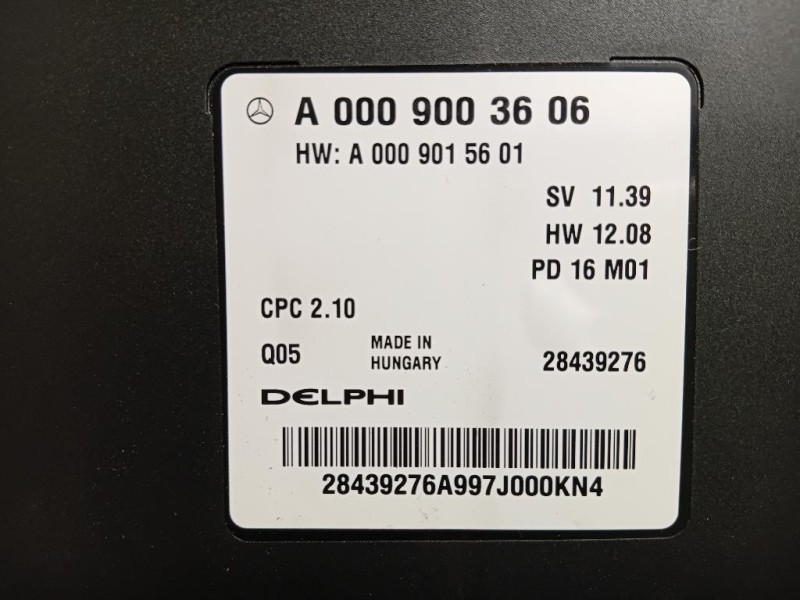 A 000 900 36 06
HW: A 000 901 56 01
SV 11.39
HW 12.08
PD 16 M01
CPC 2.10
Q05
MADE IN
HUNGARY
28439276
DELPHI
28439276A997J000KN4